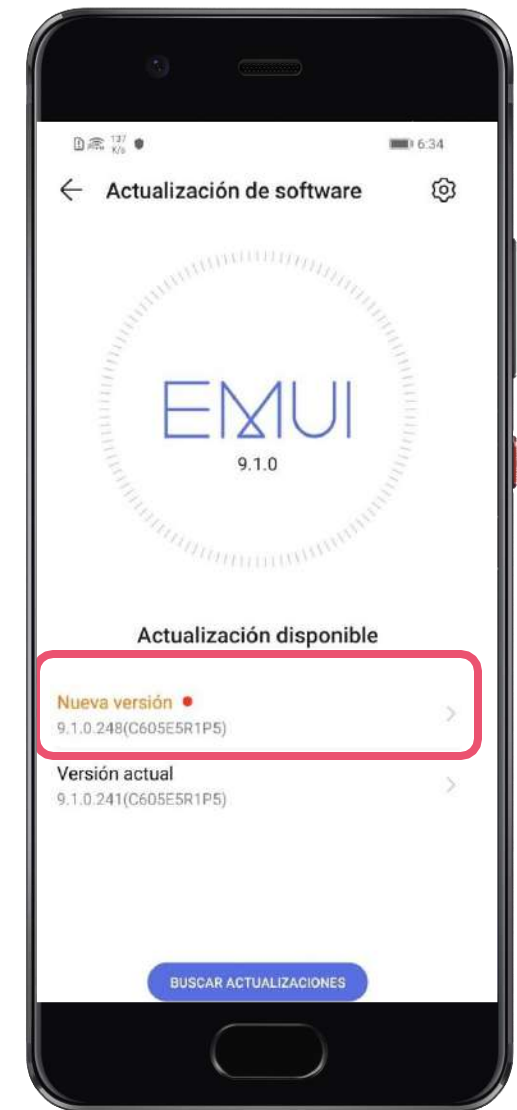 137
K/s
6:34
Actualización de software
EMUI
9.1.0
Actualización disponible
Nueva versión
9.1.0.248(C605E5R1P5)
Versión actual
9.1.0.241(C605E5R1P5)
BUSCAR ACTUALIZACIONES